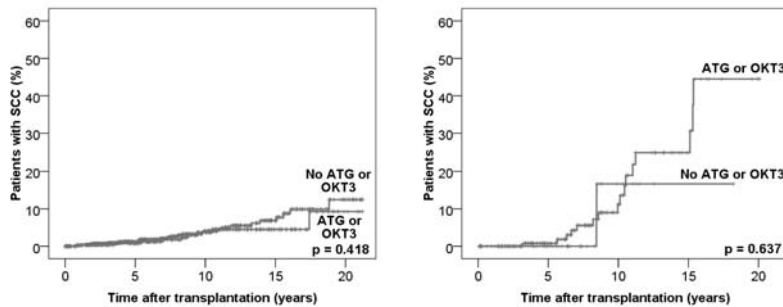 60
50
40
30
20
10
0
Patients with SCC (%)
No ATG or
OKT3
ATG or
OKT3
p = 0.418
0 5 10 15 20
Time after transplantation (years)
60
50
40
30
20
10
0
Patients with SCC (%)
ATG or OKT3
No ATG or OKT3
p = 0.637
0 5 10 15 20
Time after transplantation (years)